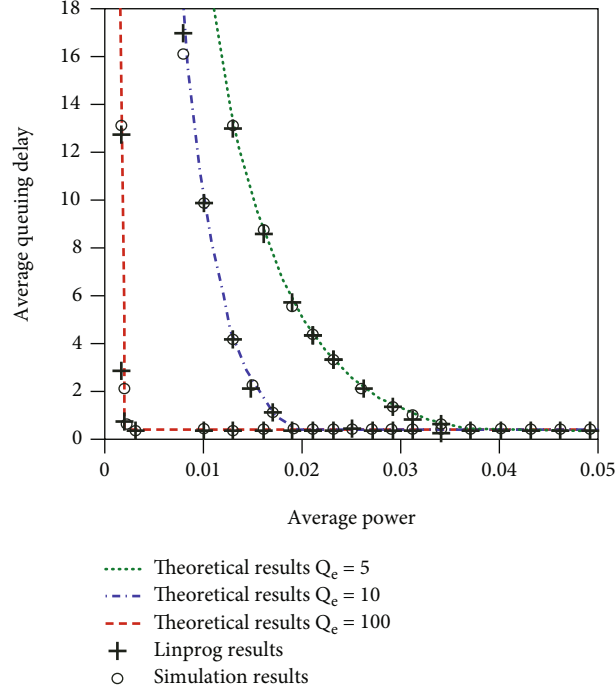 18
16
14
12
10
8
6
4
2
0
Average queuing delay
0 0.01 0.02 0.03 0.04 0.05
Average power
Theoretical results Q_e = 5
Theoretical results Q_e = 10
Theoretical results Q_e = 100
Linprog results
Simulation results